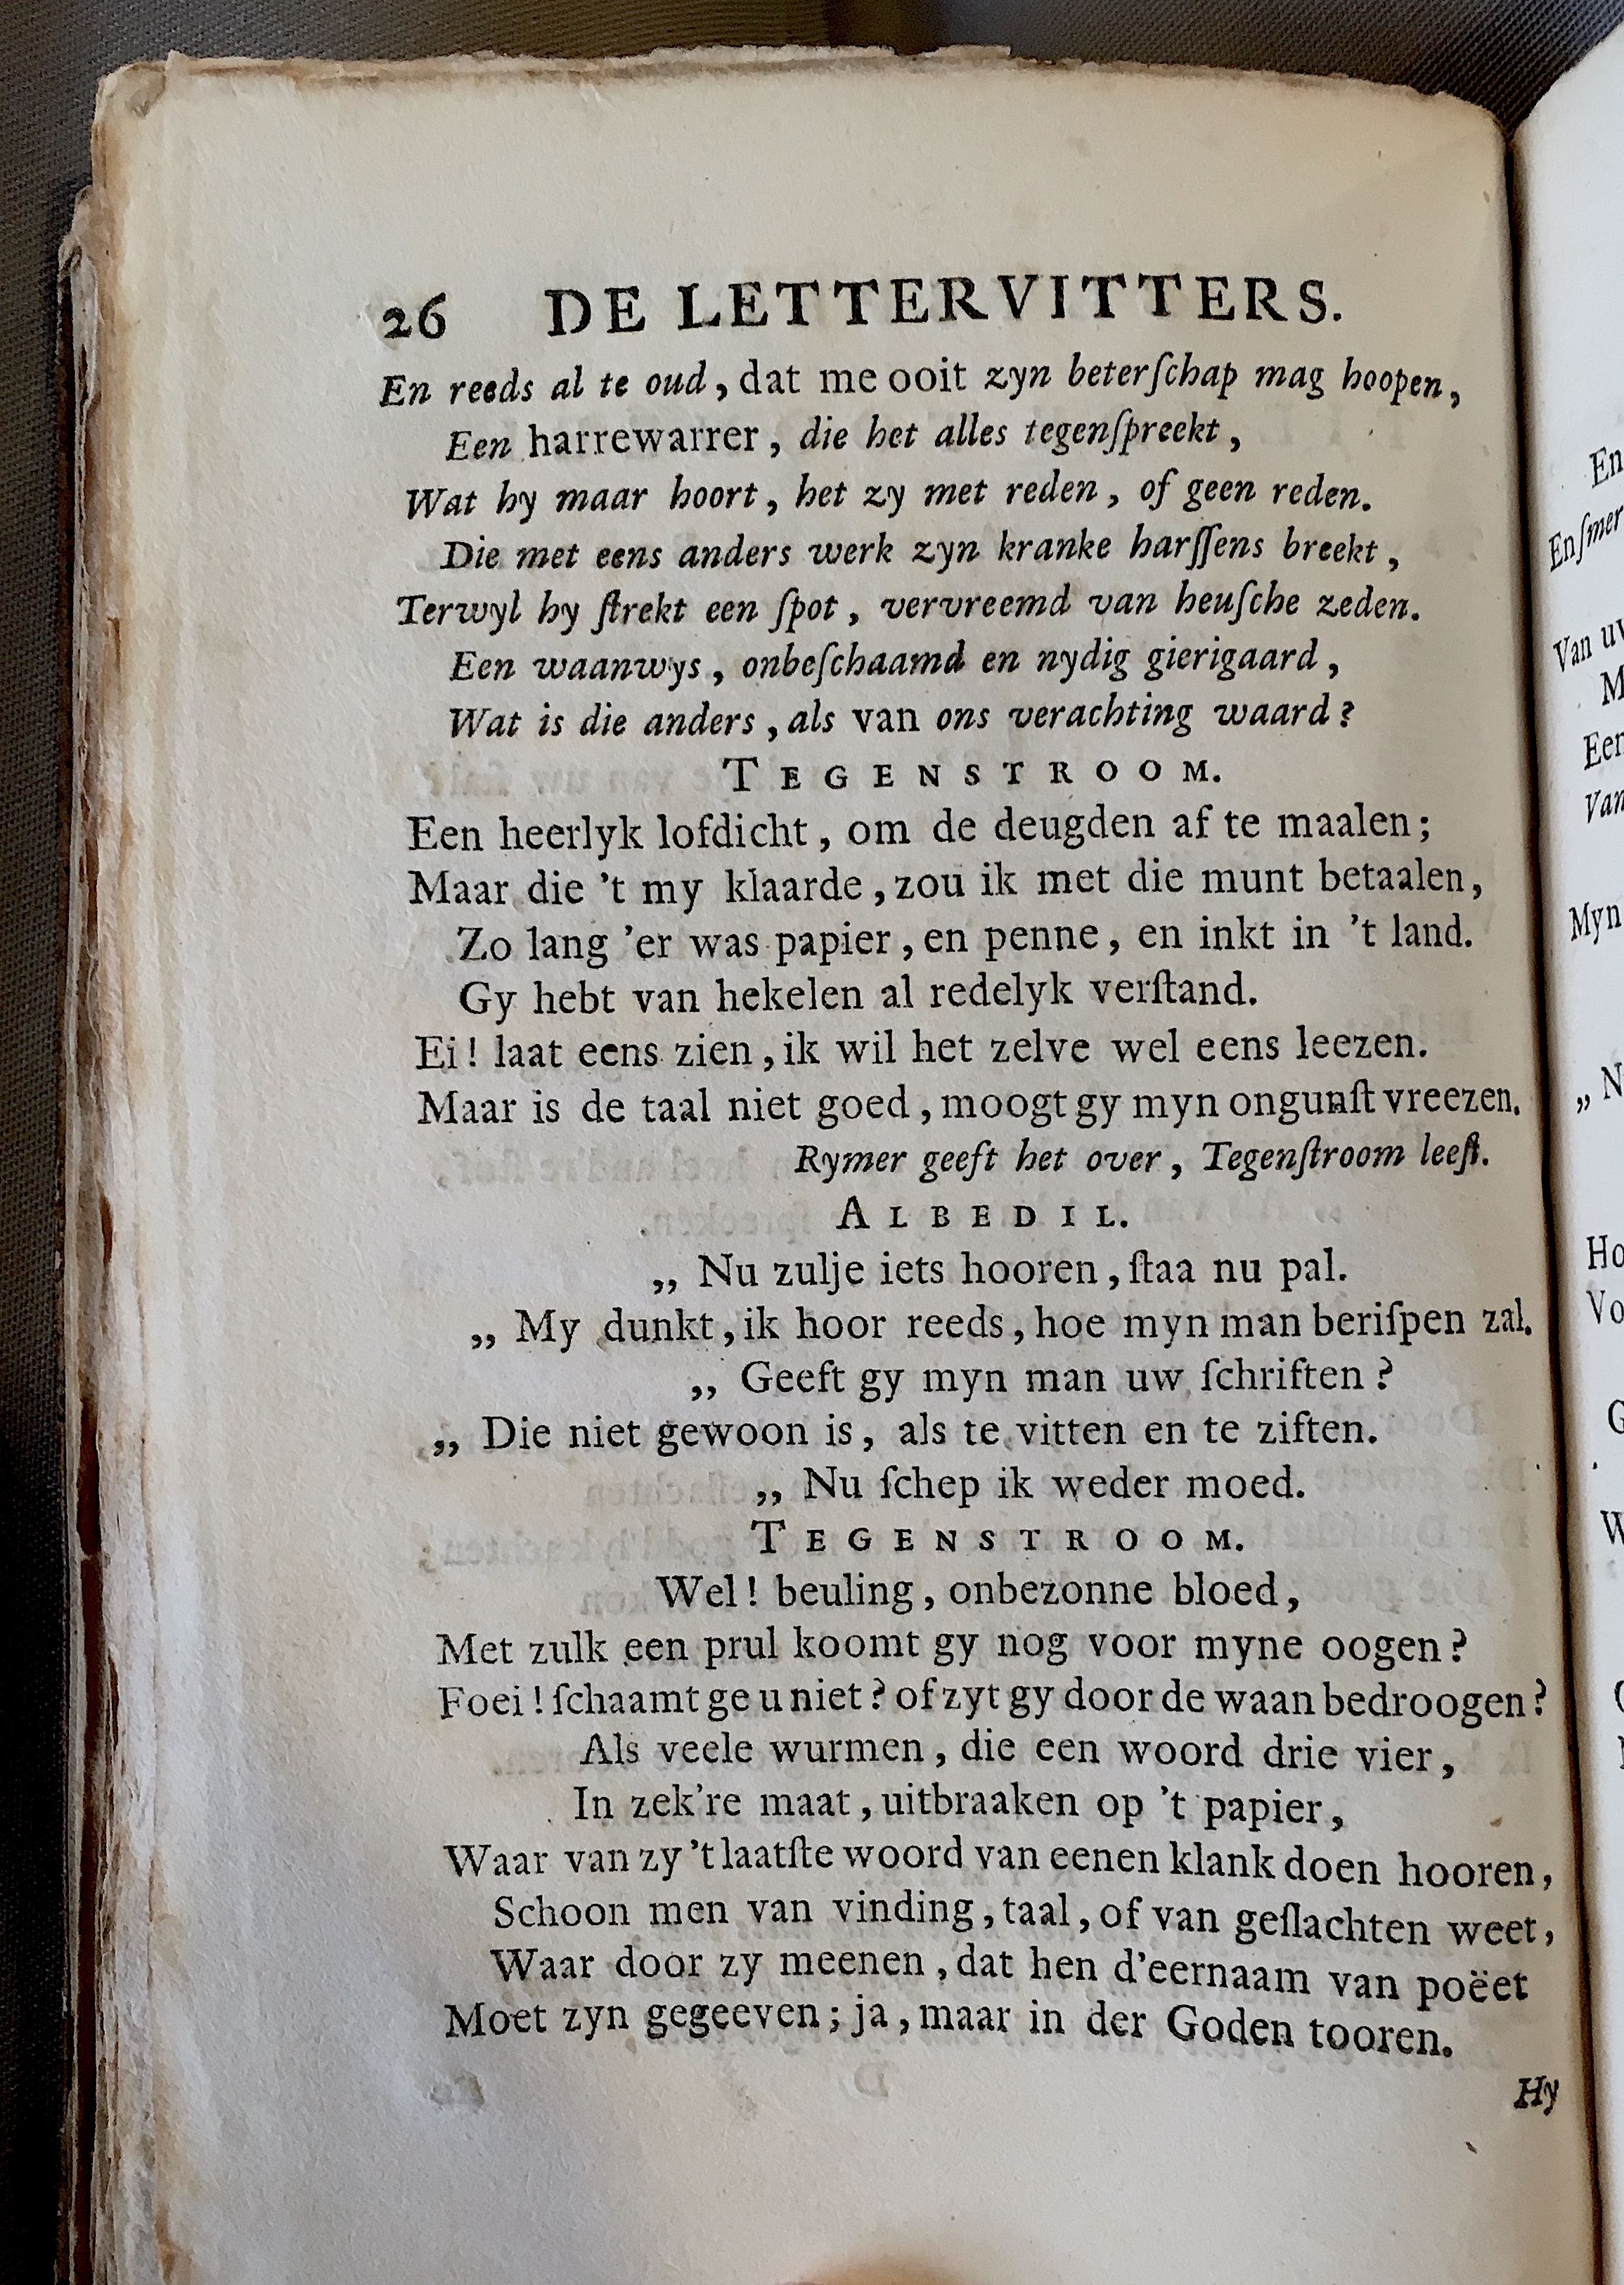 26 DE LETTERVITTERS.
En reeds al te oud, dat me ooit zyn beterſchap mag hoopen,
Een harrewarrer, die het alles tegenſpreekt,
Wat hy maar hoort, het zy met reden, of geen reden.
Die met eens anders werk zyn kranke harſſens breekt,
Terwyl hy ſtrekt een ſpot, vervreemd van heuſche zeden.
Een waanwys, onbeſchaamd en nydig gierigaard,
Wat is die anders, als van ons verachting waard?
TEGENSTROOM.
Een heerlyk lofdicht, om de deugden af te maalen;
Maar die 't my klaarde, zou ik met die munt betaalen,
Zo lang 'er was papier, en penne, en inkt in 't land.
Gy hebt van hekelen al redelyk verſtand.
Ei! laat eens zien, ik wil het zelve wel eens leezen.
Maar is de taal niet goed, moogt gy myn ongunſt vreezen.
Rymer geeft het over, Tegenſtroom leeſt.
ALBEDIL.
„ Nu zulje iets hooren, ſtaa nu pal.
„ My dunkt, ik hoor reeds, hoe myn man beriſpen zal.
„ Geeft gy myn man uw ſchriften?
„ Die niet gewoon is, als te vitten en te ziften.
„ Nu ſchep ik weder moed.
TEGENSTROOM.
Wel! beuling, onbezonne bloed,
Met zulk een prul koomt gy nog voor myne oogen?
Foei! ſchaamt ge u niet? of zyt gy door de waan bedroogen?
Als veele wurmen, die een woord drie vier,
In zek're maat, uitbraaken op 't papier,
Waar van zy 't laatſte woord van eenen klank doen hooren,
Schoon men van vinding, taal, of van geſlachten weet,
Waar door zy meenen, dat hen d'eernaam van poëet
Moet zyn gegeeven; ja, maar in der Goden tooren.
Hy